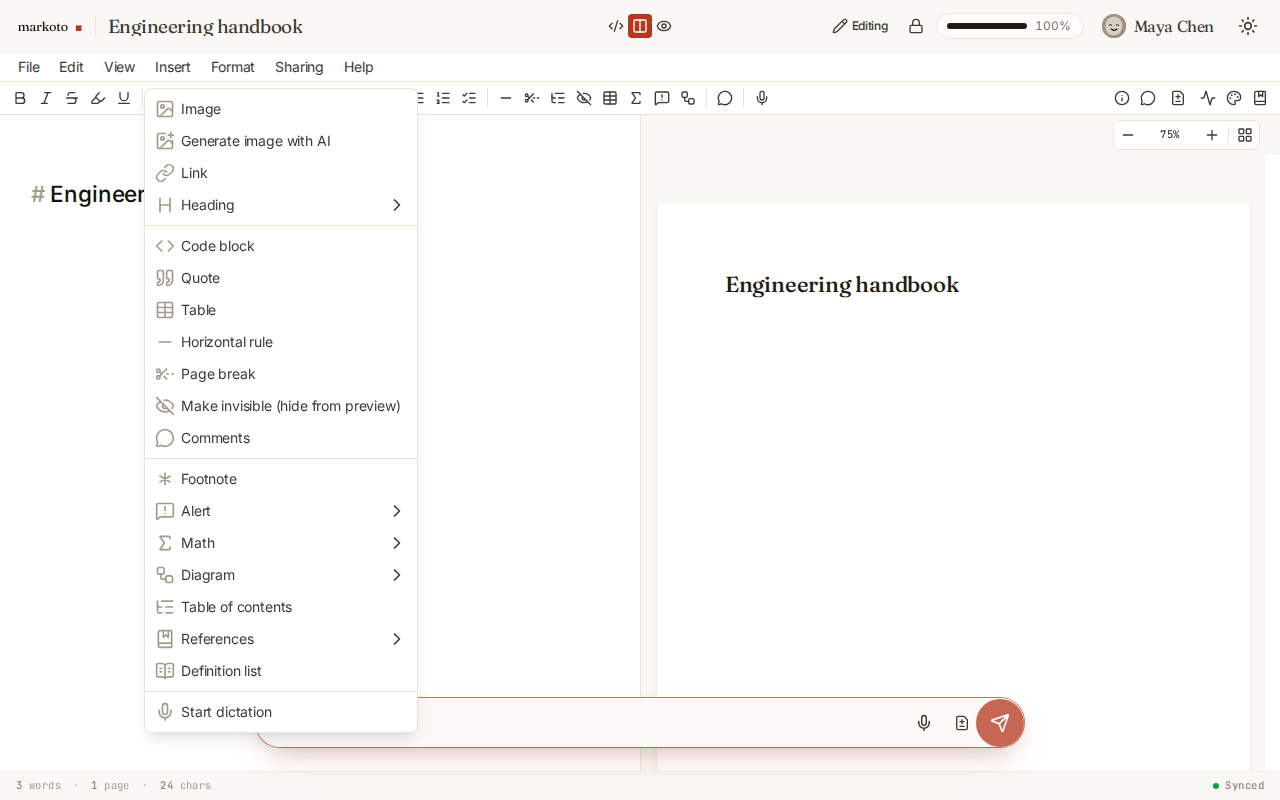 markoto
Engineering handbook
Editing
100%
Maya Chen
File Edit View Insert Format Sharing Help
75%
# Engineer
Image
Generate image with AI
Link
Heading
Code block
Quote
Table
Horizontal rule
Page break
Make invisible (hide from preview)
Comments
Footnote
Alert
Math
Diagram
Table of contents
References
Definition list
Start dictation
Engineering handbook
3 words · 1 page · 24 chars
Synced